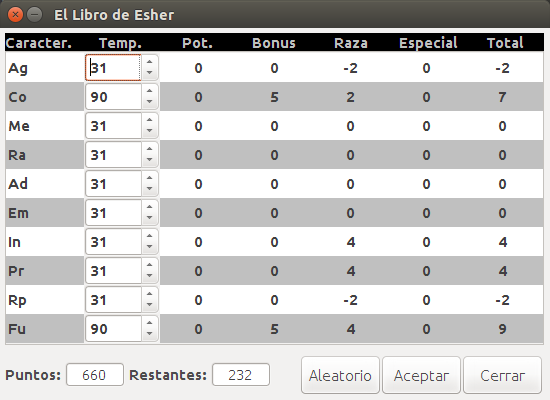 El Libro de Esher
Caracter. Temp. Pot. Bonus Raza Especial Total
Ag 31 0 0 -2 0 -2
Co 90 0 5 2 0 7
Me 31 0 0 0 0 0
Ra 31 0 0 0 0 0
Ad 31 0 0 0 0 0
Em 31 0 0 0 0 0
In 31 0 0 4 0 4
Pr 31 0 0 4 0 4
Rp 31 0 0 -2 0 -2
Fu 90 0 5 4 0 9
Puntos: 660 Restantes: 232 Aleatorio Aceptar Cerrar